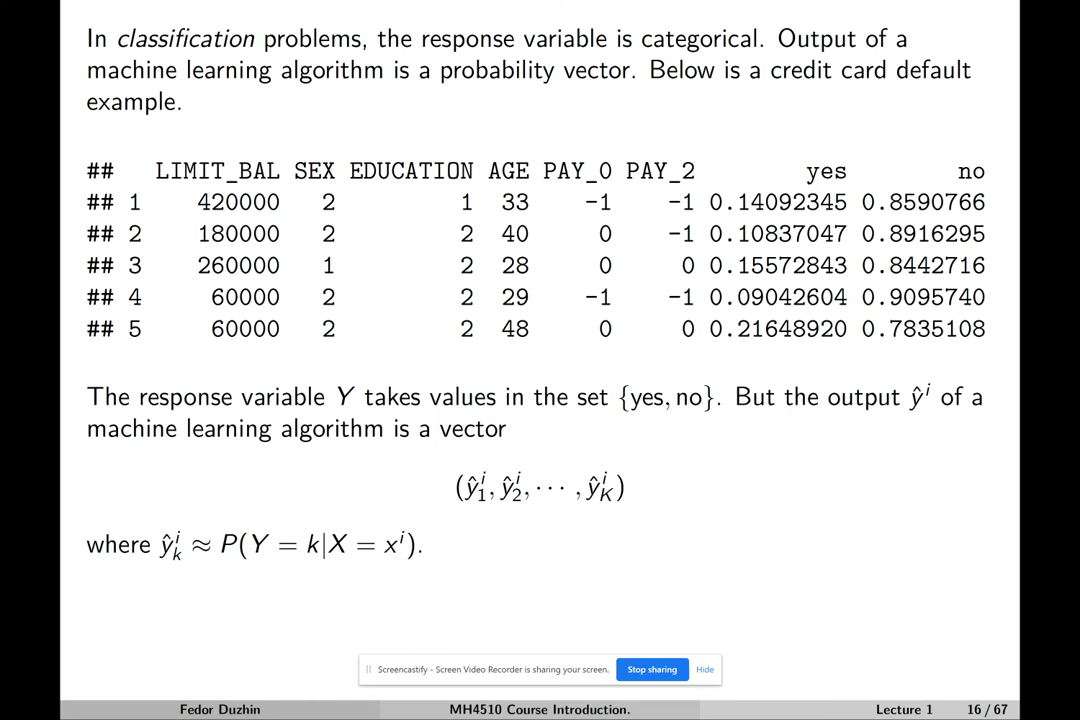 In classification problems, the response variable is categorical. Output of a
machine learning algorithm is a probability vector. Below is a credit card default
example.
## LIMIT_BAL SEX EDUCATION AGE PAY_0 PAY_2 yes no
## 1 420000 2 1 33 -1 -1 0.14092345 0.8590766
## 2 180000 2 2 40 0 -1 0.10837047 0.8916295
## 3 260000 1 2 28 0 0 0.15572843 0.8442716
## 4 60000 2 2 29 -1 -1 0.09042604 0.9095740
## 5 60000 2 2 48 0 0 0.21648920 0.7835108
The response variable Y takes values in the set {yes, no}. But the output ŷ^i of a
machine learning algorithm is a vector
(ŷ^i_1, ŷ^i_2, ⋯ , ŷ^i_K)
where ŷ^i_k ≈ P(Y = k|X = x^i).
Screencastify - Screen Video Recorder is sharing your screen. Stop sharing Hide
Fedor Duzhin MH4510 Course Introduction. Lecture 1 16 / 67